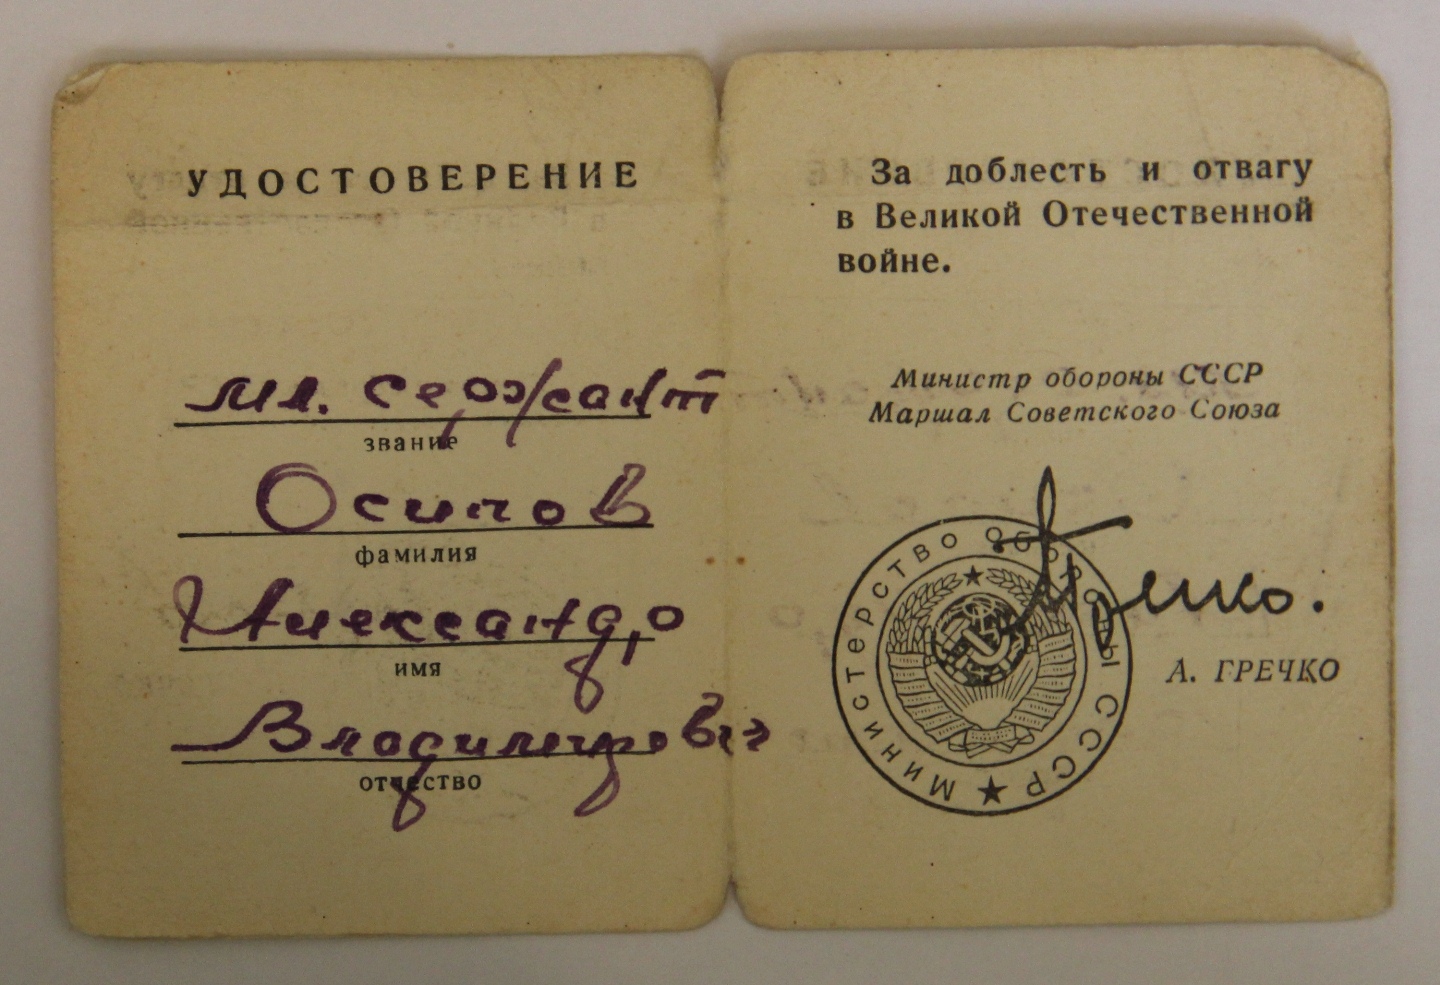 УДОСТОВЕРЕНИЕ
мл. сержант
звание
Осипов
фамилия
Александр
имя
Владимирович
отчество
За доблесть и отвагу
в Великой Отечественной
войне.
Министр обороны СССР
Маршал Советского Союза
МИНИСТЕРСТВО ОБОРОНЫ СССР
Гречко.
А. ГРЕЧКО